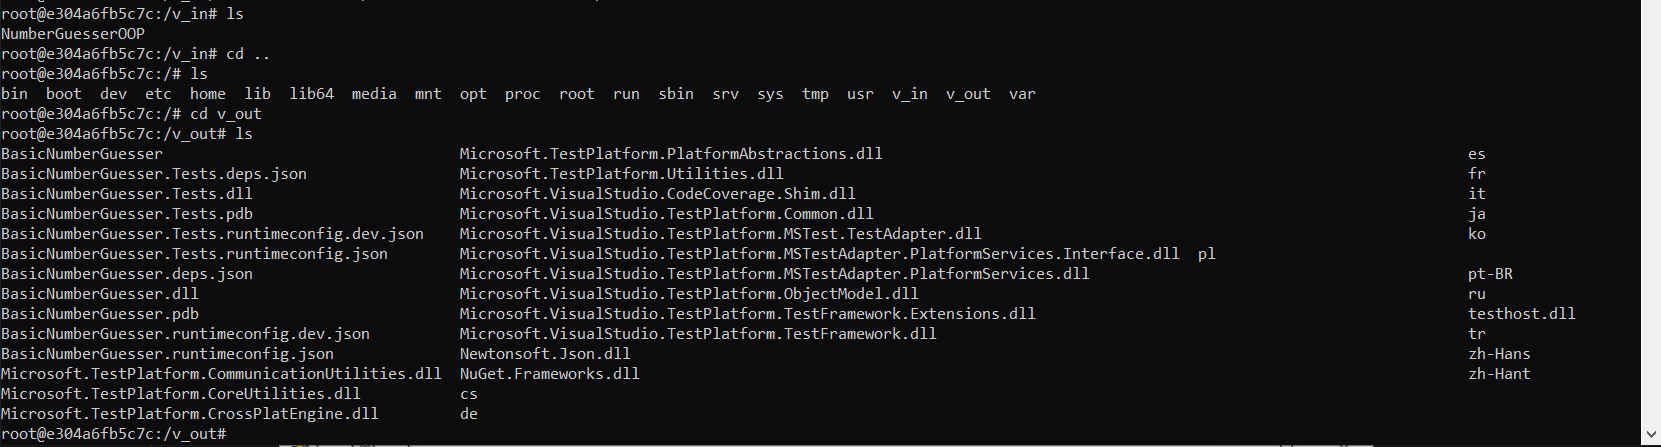 root@e304a6fb5c7c:/v_in# ls
NumberGuesserOOP
root@e304a6fb5c7c:/v_in# cd ..
root@e304a6fb5c7c:/# ls
bin  boot  dev  etc  home  lib  lib64  media  mnt  opt  proc  root  run  sbin  srv  sys  tmp  usr  v_in  v_out  var
root@e304a6fb5c7c:/# cd v_out
root@e304a6fb5c7c:/v_out# ls
BasicNumberGuesser  Microsoft.TestPlatform.PlatformAbstractions.dll  es
BasicNumberGuesser.Tests.deps.json  Microsoft.TestPlatform.Utilities.dll  fr
BasicNumberGuesser.Tests.dll  Microsoft.VisualStudio.CodeCoverage.Shim.dll  it
BasicNumberGuesser.Tests.pdb  Microsoft.VisualStudio.TestPlatform.Common.dll  ja
BasicNumberGuesser.Tests.runtimeconfig.dev.json  Microsoft.VisualStudio.TestPlatform.MSTest.TestAdapter.dll  ko
BasicNumberGuesser.Tests.runtimeconfig.json  Microsoft.VisualStudio.TestPlatform.MSTestAdapter.PlatformServices.Interface.dll  pl
BasicNumberGuesser.deps.json  Microsoft.VisualStudio.TestPlatform.MSTestAdapter.PlatformServices.dll  pt-BR
BasicNumberGuesser.dll  Microsoft.VisualStudio.TestPlatform.ObjectModel.dll  ru
BasicNumberGuesser.pdb  Microsoft.VisualStudio.TestPlatform.TestFramework.Extensions.dll  testhost.dll
BasicNumberGuesser.runtimeconfig.dev.json  Microsoft.VisualStudio.TestPlatform.TestFramework.dll  tr
BasicNumberGuesser.runtimeconfig.json  Newtonsoft.Json.dll  zh-Hans
Microsoft.TestPlatform.CommunicationUtilities.dll  NuGet.Frameworks.dll  zh-Hant
Microsoft.TestPlatform.CoreUtilities.dll  cs
Microsoft.TestPlatform.CrossPlatEngine.dll  de
root@e304a6fb5c7c:/v_out#